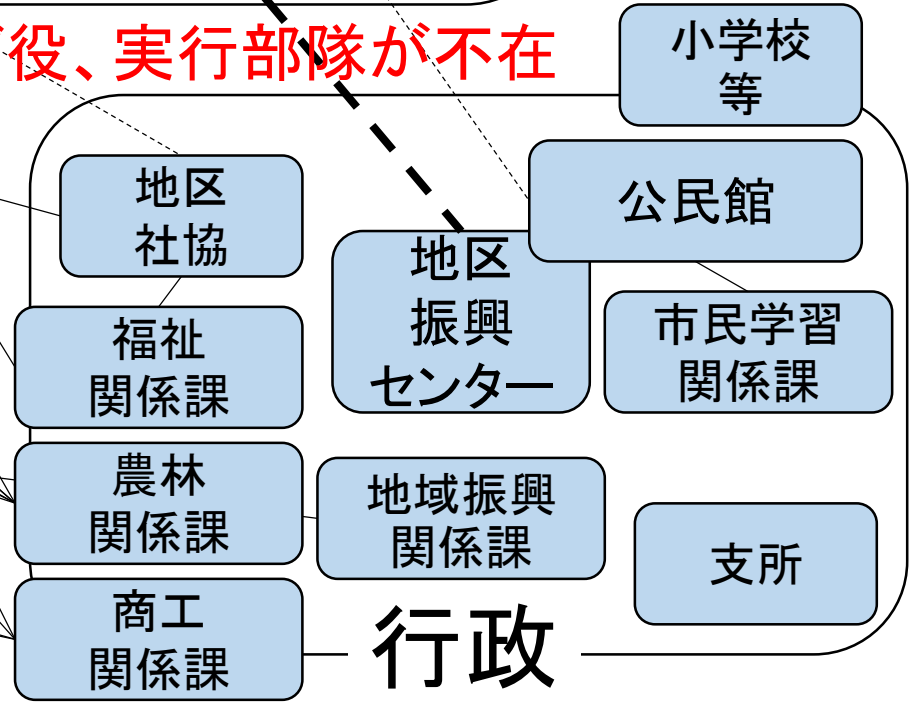 役、実行部隊が不在
小学校
等
公民館
地区
社協
地区
振興
センター
市民学習
関係課
福祉
関係課
農林
関係課
地域振興
関係課
支所
商工
関係課
行政